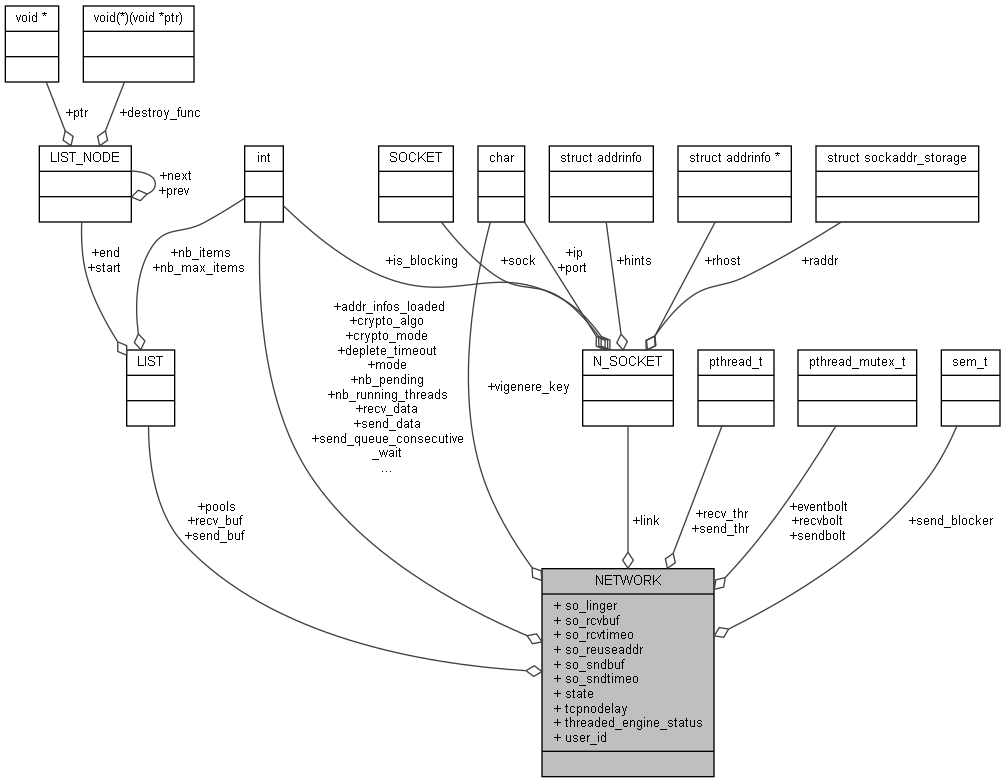 void *
void(*)(void *ptr)
+ptr
+destroy_func
LIST_NODE
int
SOCKET
char
struct addrinfo
struct addrinfo *
struct sockaddr_storage
+next
+prev
+end
+start
+nb_items
+nb_max_items
+is_blocking
+sock
+ip
+port
+hints
+rhost
+raddr
+addr_infos_loaded
+crypto_algo
+crypto_mode
+deplete_timeout
+mode
+nb_pending
+nb_running_threads
+recv_data
+send_data
+send_queue_consecutive
_wait
...
LIST
N_SOCKET
pthread_t
pthread_mutex_t
sem_t
+vigenere_key
+pools
+recv_buf
+send_buf
+link
+recv_thr
+send_thr
+eventbolt
+recvbolt
+sendbolt
+send_blocker
NETWORK
+ so_linger
+ so_rcvbuf
+ so_rcvtimeo
+ so_reuseaddr
+ so_sndbuf
+ so_sndtimeo
+ state
+ tcpnodelay
+ threaded_engine_status
+ user_id